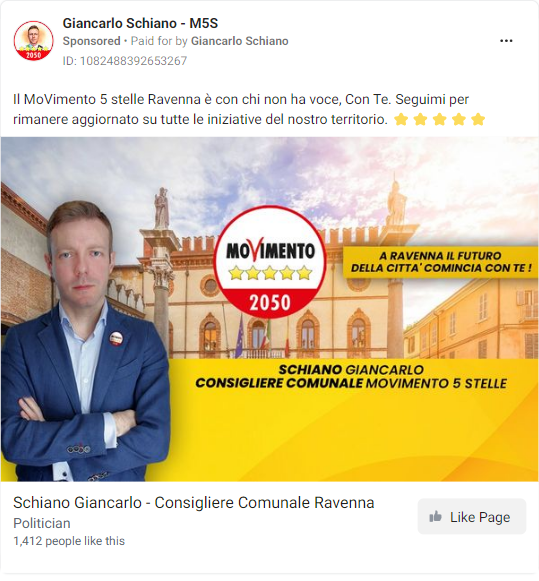 Giancarlo Schiano - M5S
Sponsored • Paid for by Giancarlo Schiano
ID: 1082488392653267
Il MoVimento 5 stelle Ravenna è con chi non ha voce, Con Te. Seguimi per
rimanere aggiornato su tutte le iniziative del nostro territorio. ⭐⭐⭐⭐⭐
MOVIMENTO
2050
A RAVENNA IL FUTURO
DELLA CITTA' COMINCIA CON TE !
SCHIANO GIANCARLO
CONSIGLIERE COMUNALE MOVIMENTO 5 STELLE
Schiano Giancarlo - Consigliere Comunale Ravenna
Politician
1,412 people like this
Like Page